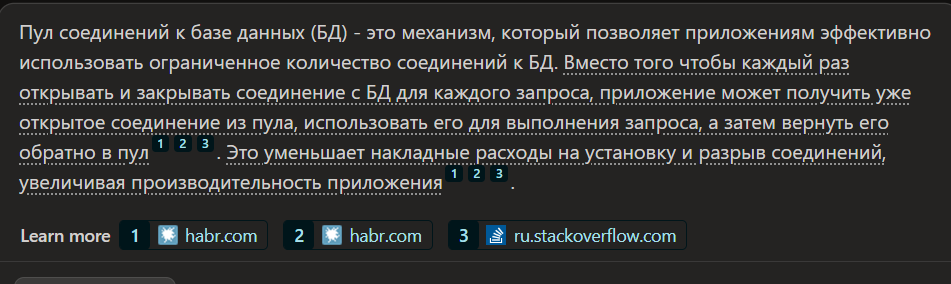 Пул соединений к базе данных (БД) - это механизм, который позволяет приложениям эффективно
использовать ограниченное количество соединений к БД. Вместо того чтобы каждый раз
открывать и закрывать соединение с БД для каждого запроса, приложение может получить уже
открытое соединение из пула, использовать его для выполнения запроса, а затем вернуть его
обратно в пул 1 2 3 . Это уменьшает накладные расходы на установку и разрыв соединений,
увеличивая производительность приложения 1 2 3 .
Learn more 1 habr.com 2 habr.com 3 ru.stackoverflow.com